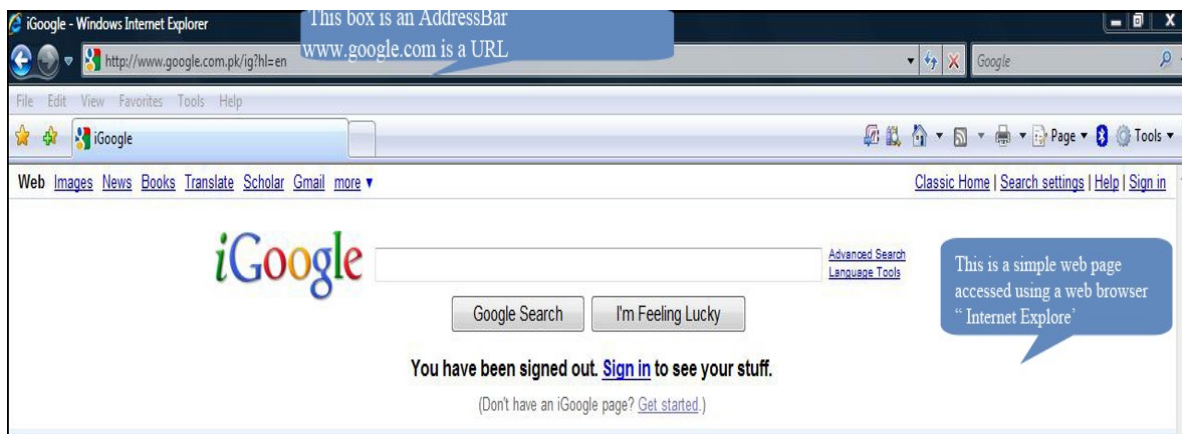 iGoogle - Windows Internet Explorer
This box is an AddressBar
www.google.com is a URL
http://www.google.com.pk/ig?hl=en
Google
File Edit View Favorites Tools Help
iGoogle
Page
Tools
Web Images News Books Translate Scholar Gmail more
Classic Home | Search settings | Help | Sign in
iGoogle
Advanced Search
Language Tools
Google Search
I'm Feeling Lucky
This is a simple web page
accessed using a web browser
“ Internet Explore’
You have been signed out. Sign in to see your stuff.
(Don't have an iGoogle page? Get started.)